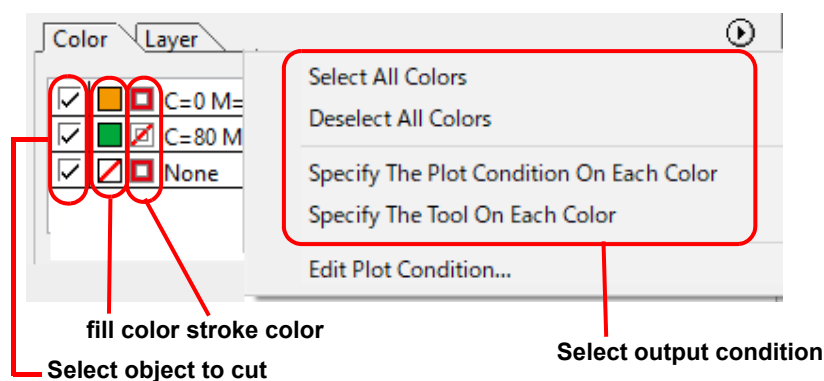 Color Layer
Select All Colors
C=0 M=
Deselect All Colors
C=80 M
None
Specify The Plot Condition On Each Color
Specify The Tool On Each Color
Edit Plot Condition...
fill color stroke color
Select output condition
Select object to cut